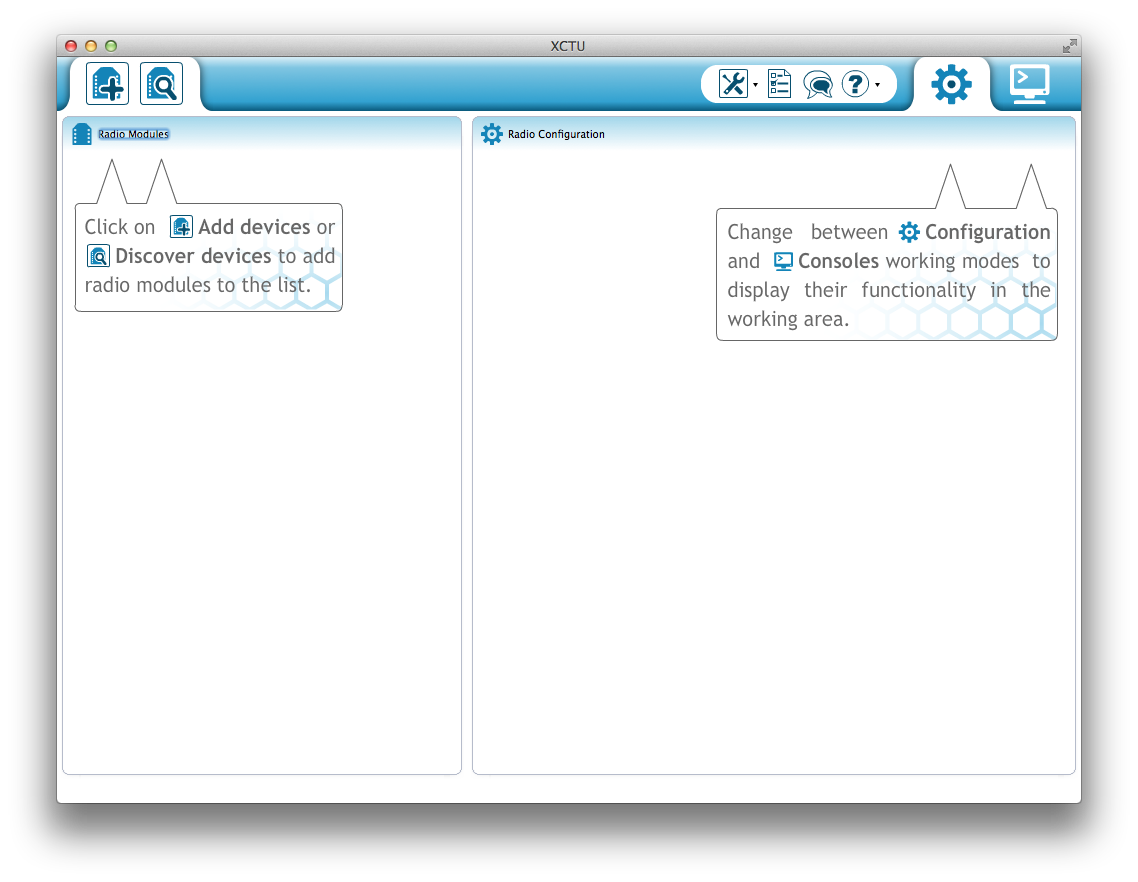 XCTU
Radio Modules
Radio Configuration
Click on Add devices or
Discover devices to add
radio modules to the list.
Change between Configuration
and Consoles working modes to
display their functionality in the
working area.